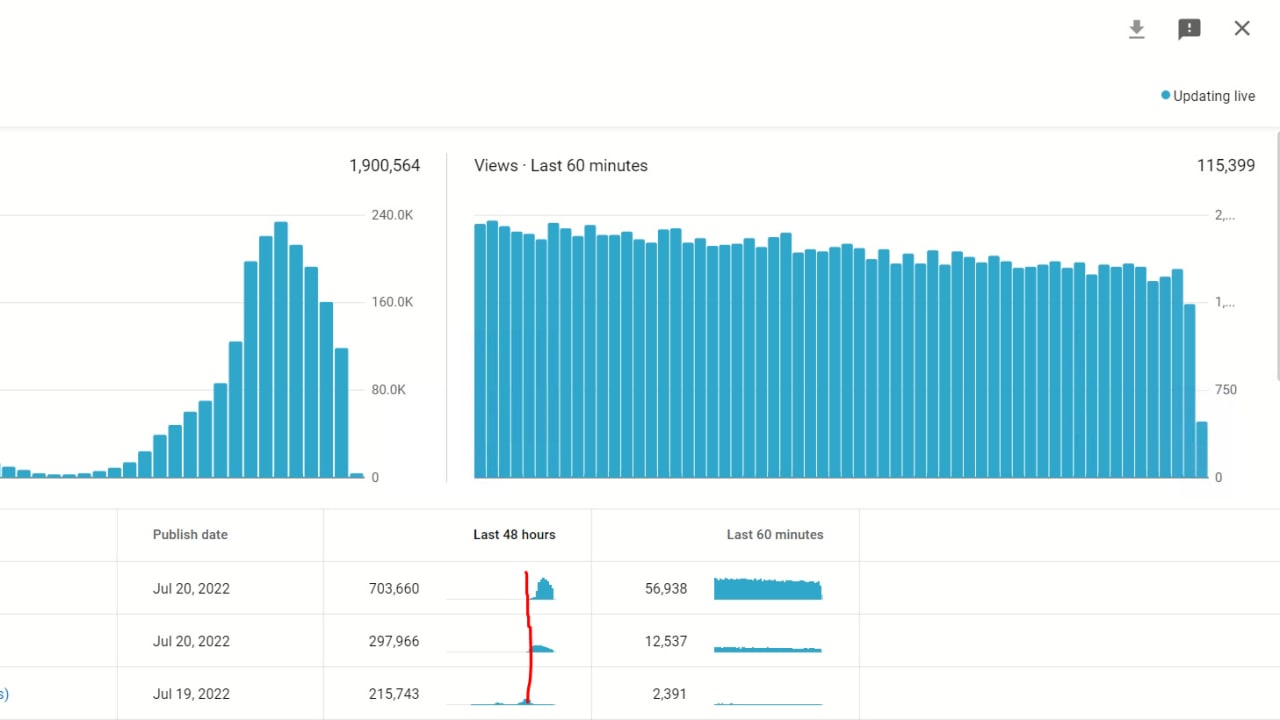 Updating live
1,900,564
Views · Last 60 minutes
115,399
240.0K
160.0K
80.0K
0
2,...
1,...
750
0
Publish date
Last 48 hours
Last 60 minutes
Jul 20, 2022
703,660
56,938
Jul 20, 2022
297,966
12,537
s)
Jul 19, 2022
215,743
2,391